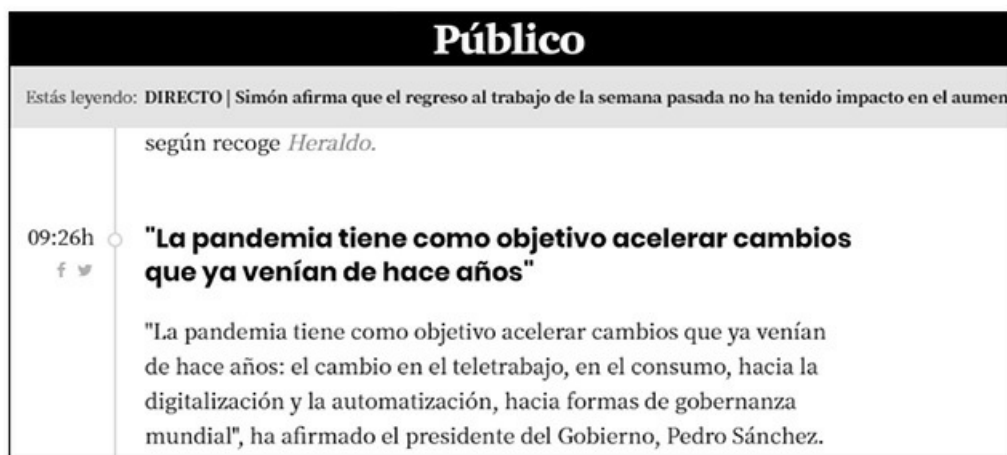 Público
Estás leyendo: DIRECTO | Simón afirma que el regreso al trabajo de la semana pasada no ha tenido impacto en el aumen
según recoge Heraldo.
09:26h
"La pandemia tiene como objetivo acelerar cambios
que ya venían de hace años"
"La pandemia tiene como objetivo acelerar cambios que ya venían
de hace años: el cambio en el teletrabajo, en el consumo, hacia la
digitalización y la automatización, hacia formas de gobernanza
mundial", ha afirmado el presidente del Gobierno, Pedro Sánchez.